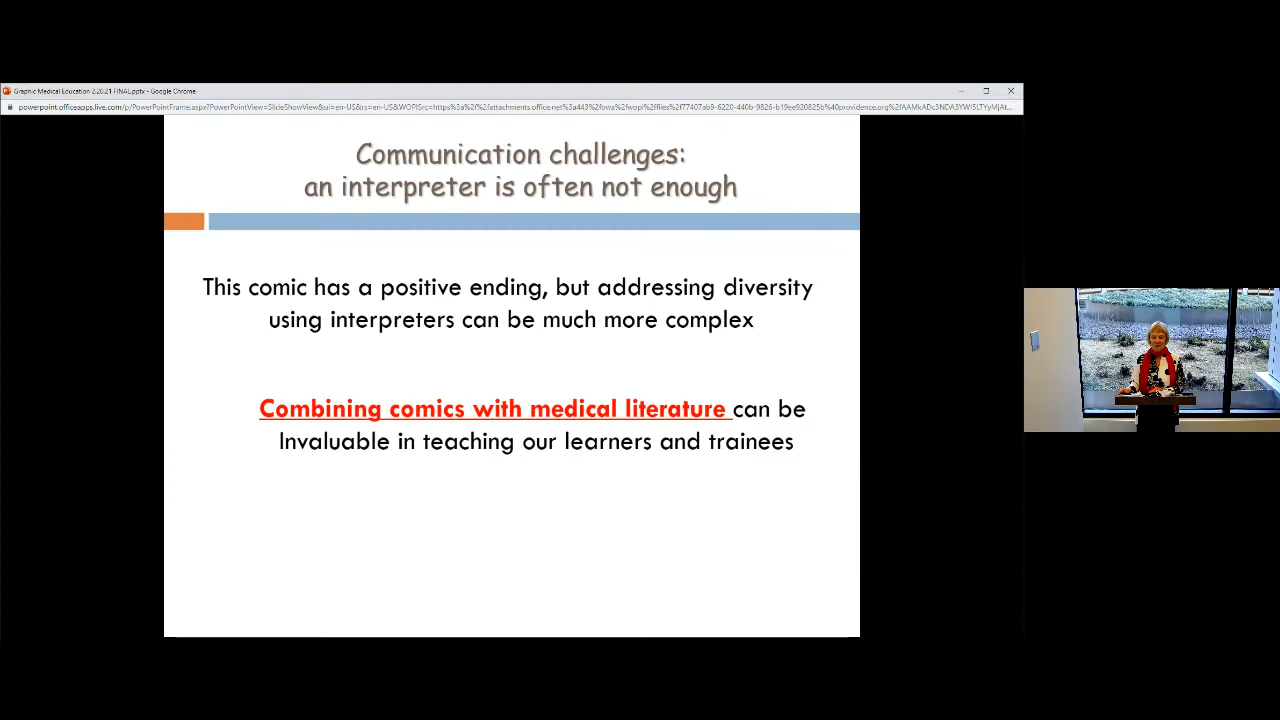 Graphic Medical Education 2.20.21 FINAL.pptx - Google Chrome
Communication challenges:
an interpreter is often not enough
This comic has a positive ending, but addressing diversity
using interpreters can be much more complex
Combining comics with medical literature can be
Invaluable in teaching our learners and trainees